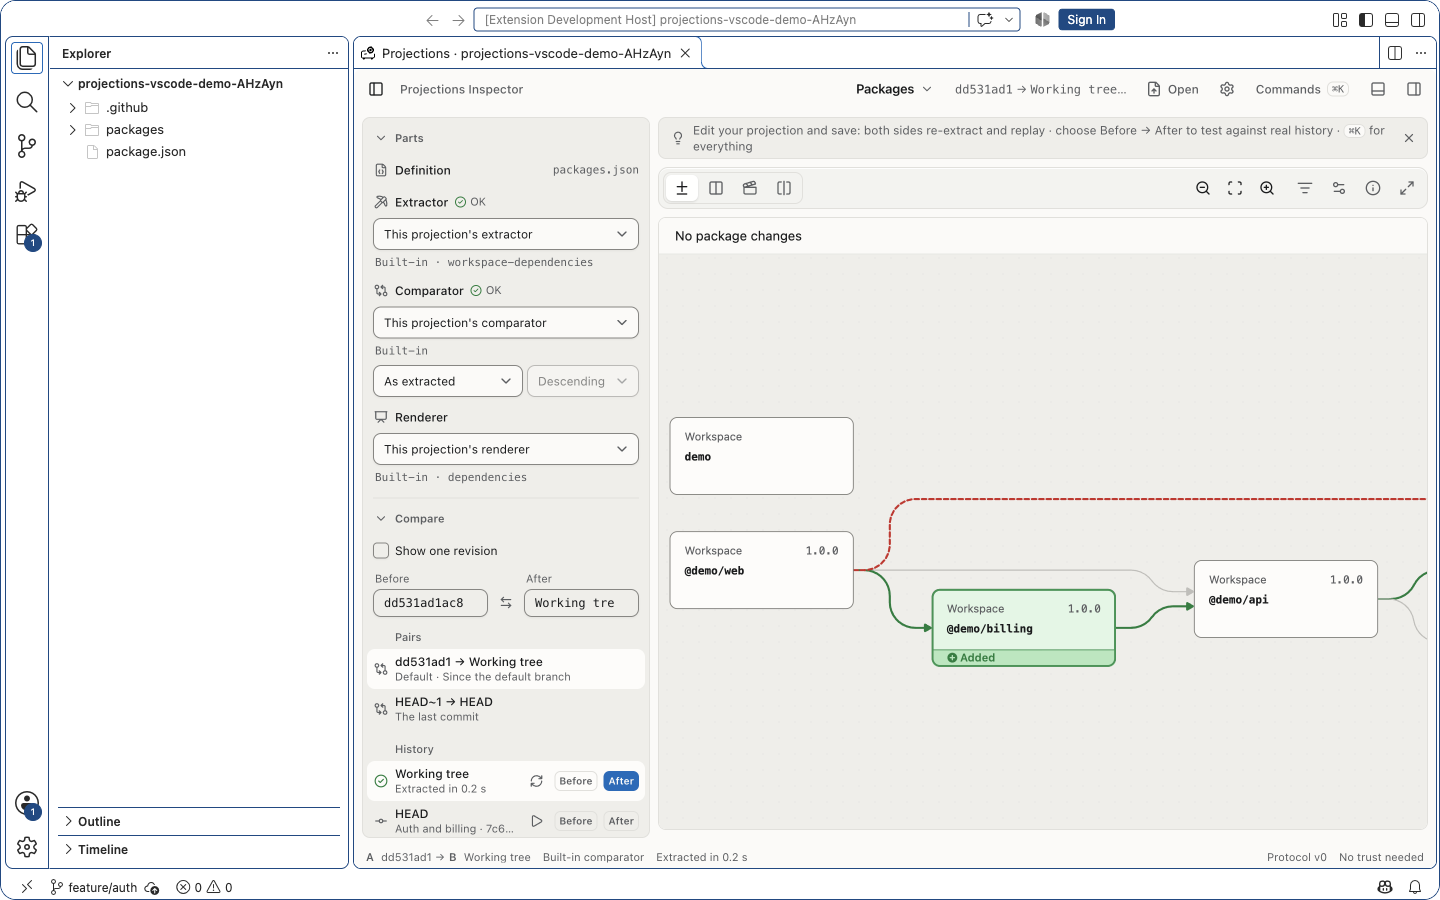 [Extension Development Host] projections-vscode-demo-AHzAyn
Sign In
Explorer
projections-vscode-demo-AHzAyn
.github
packages
package.json
1
1
Outline
Timeline
Projections · projections-vscode-demo-AHzAyn
Projections Inspector
Packages
dd531ad1 → Working tree…
Open
Commands ⌘K
Parts
Definition packages.json
Extractor OK
This projection's extractor
Built-in · workspace-dependencies
Comparator OK
This projection's comparator
Built-in
As extracted
Descending
Renderer
This projection's renderer
Built-in · dependencies
Compare
Show one revision
Before After
dd531ad1ac8 Working tre
Pairs
dd531ad1 → Working tree
Default · Since the default branch
HEAD~1 → HEAD
The last commit
History
Working tree
Extracted in 0.2 s
Before After
HEAD
Auth and billing · 7c6…
Before After
Edit your projection and save: both sides re-extract and replay · choose Before → After to test against real history · ⌘K for
everything
No package changes
Workspace
demo
Workspace 1.0.0
@demo/web
Workspace 1.0.0
@demo/billing
Added
Workspace 1.0.0
@demo/api
A dd531ad1 → B Working tree Built-in comparator Extracted in 0.2 s
Protocol v0 No trust needed
feature/auth
0 0